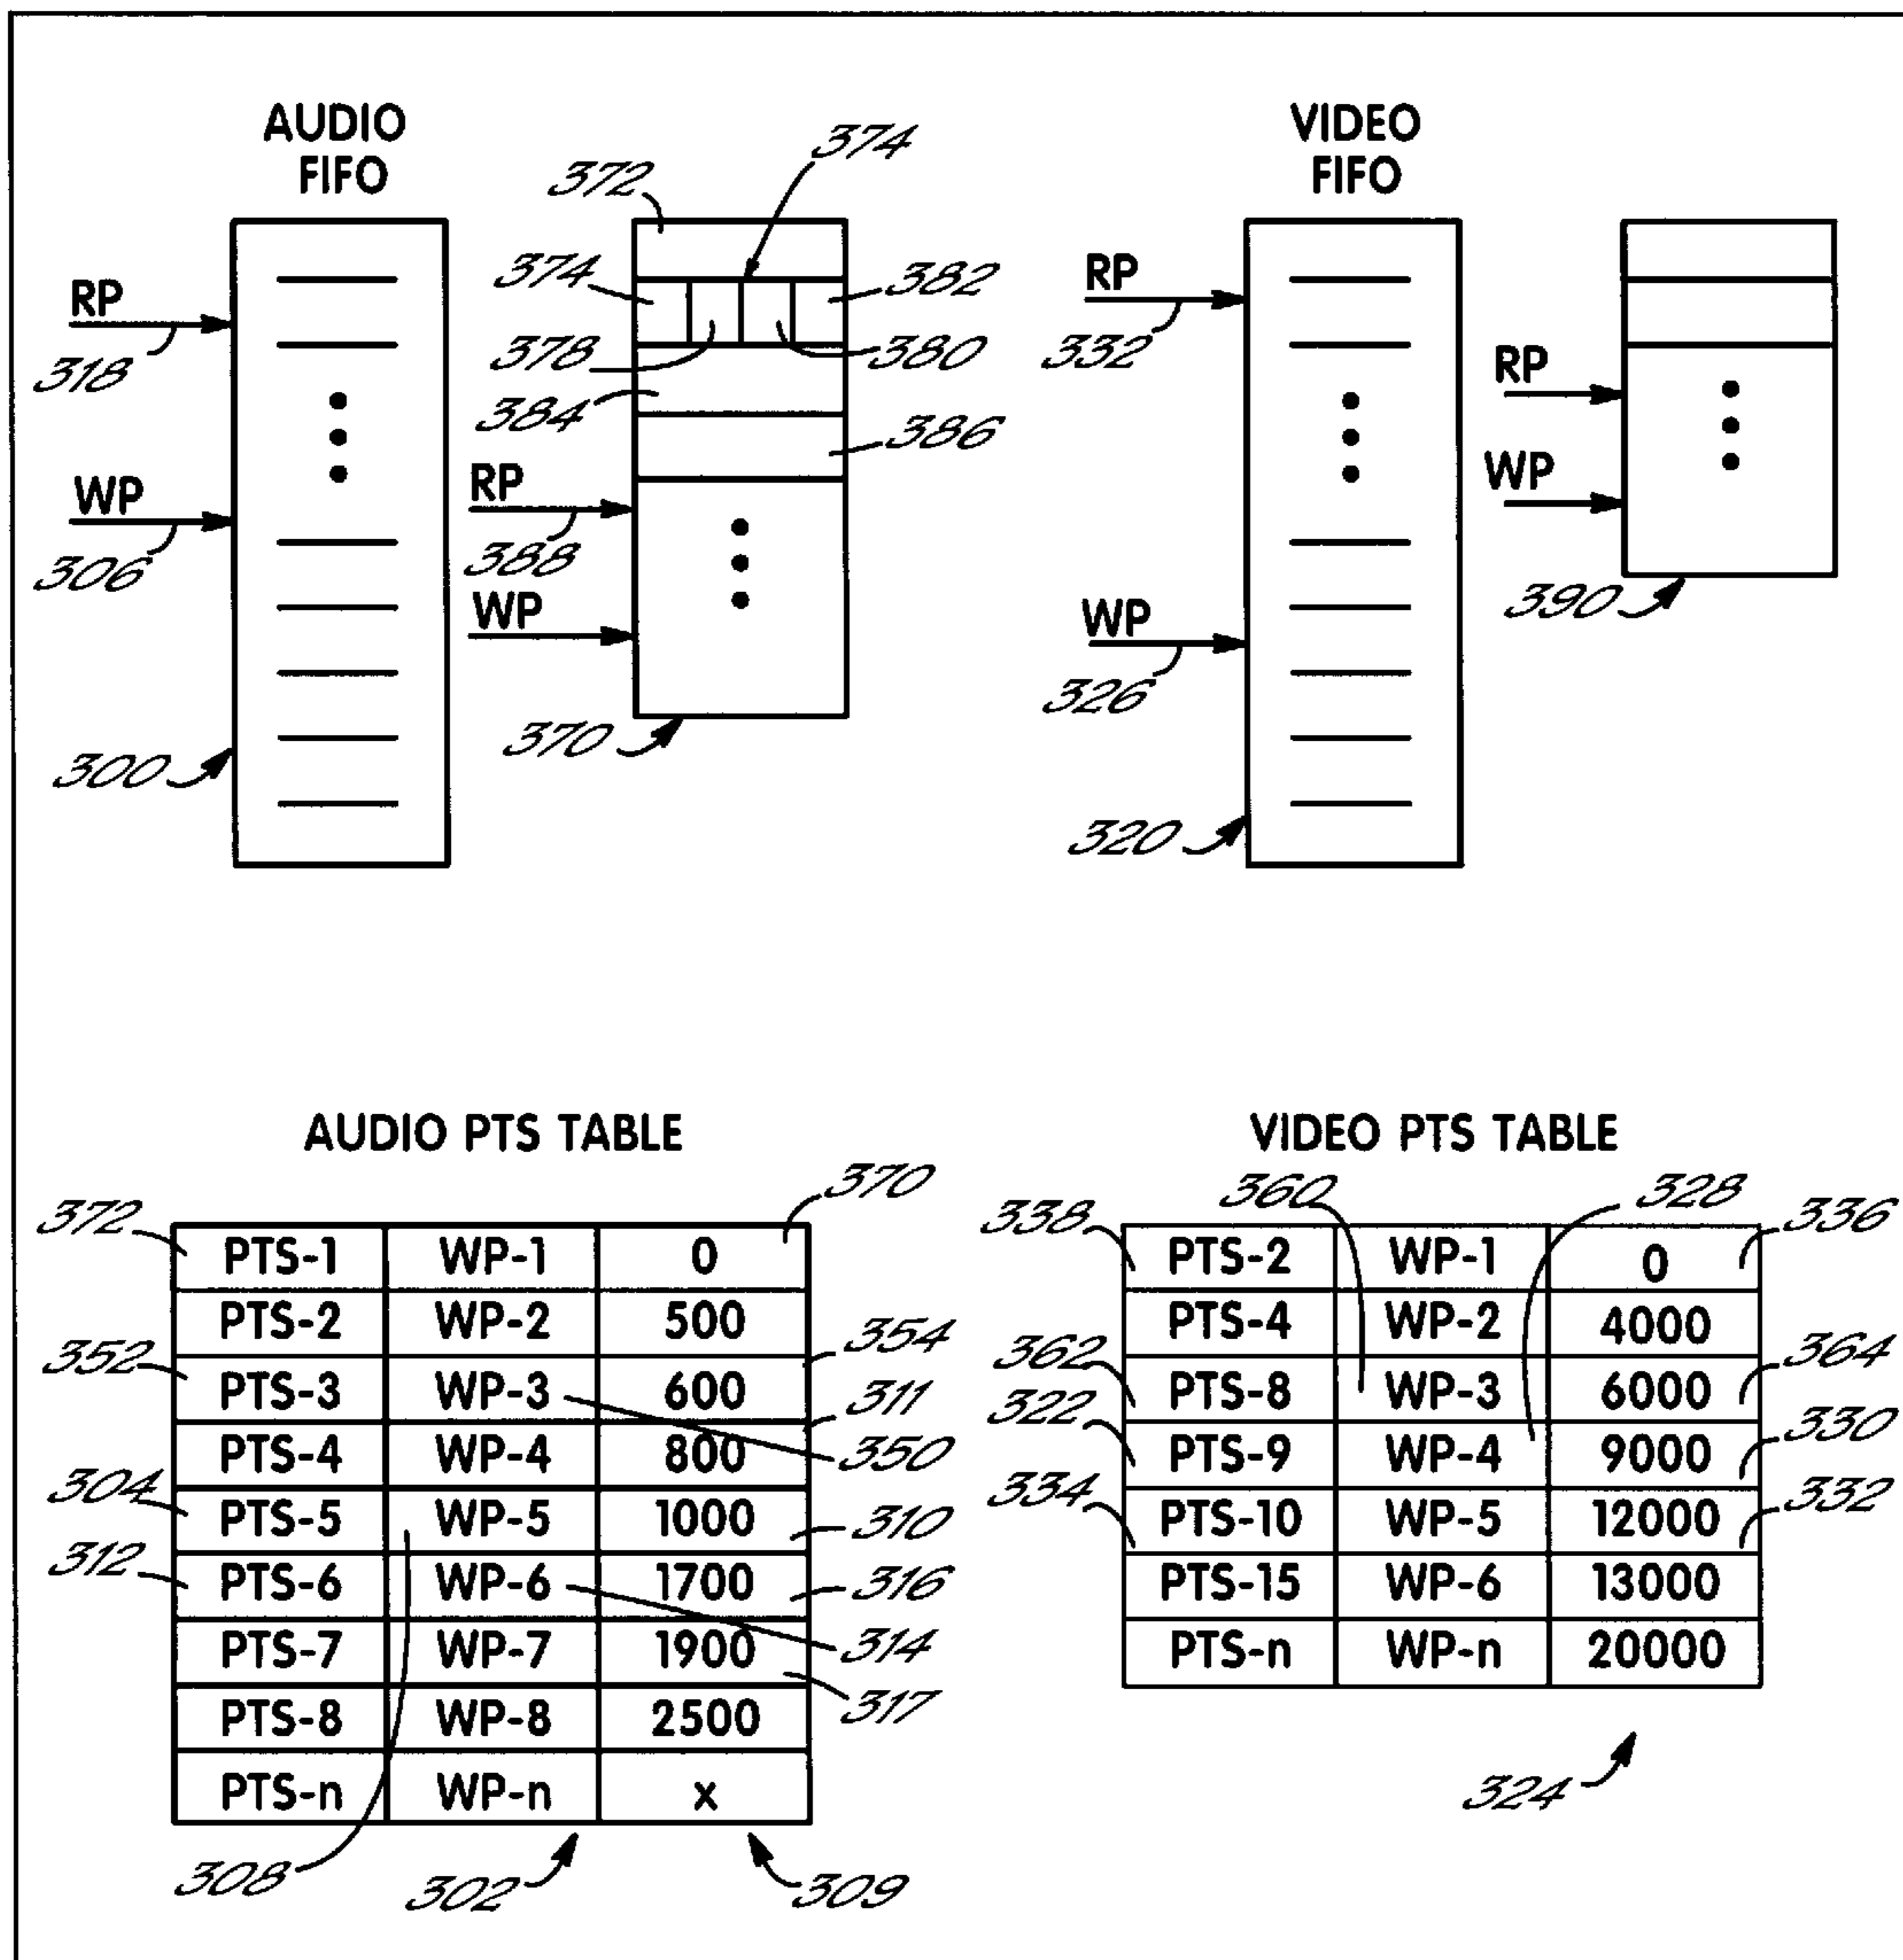 AUDIO
FIFO
VIDEO
FIFO
374
372
374
382
RP
318
378
380
384
386
RP
332
RP
WP
390
WP
306
RP
388
WP
370
300
WP
326
320
AUDIO PTS TABLE
372
370
PTS-1 WP-1 0
PTS-2 WP-2 500
352
354
PTS-3 WP-3 600
311
PTS-4 WP-4 800
350
304
PTS-5 WP-5 1000
310
312
PTS-6 WP-6 1700
316
314
PTS-7 WP-7 1900
317
PTS-8 WP-8 2500
PTS-n WP-n x
308
302
309
VIDEO PTS TABLE
338
360
328
336
PTS-2 WP-1 0
PTS-4 WP-2 4000
362
364
PTS-8 WP-3 6000
322
330
PTS-9 WP-4 9000
334
332
PTS-10 WP-5 12000
PTS-15 WP-6 13000
PTS-n WP-n 20000
324